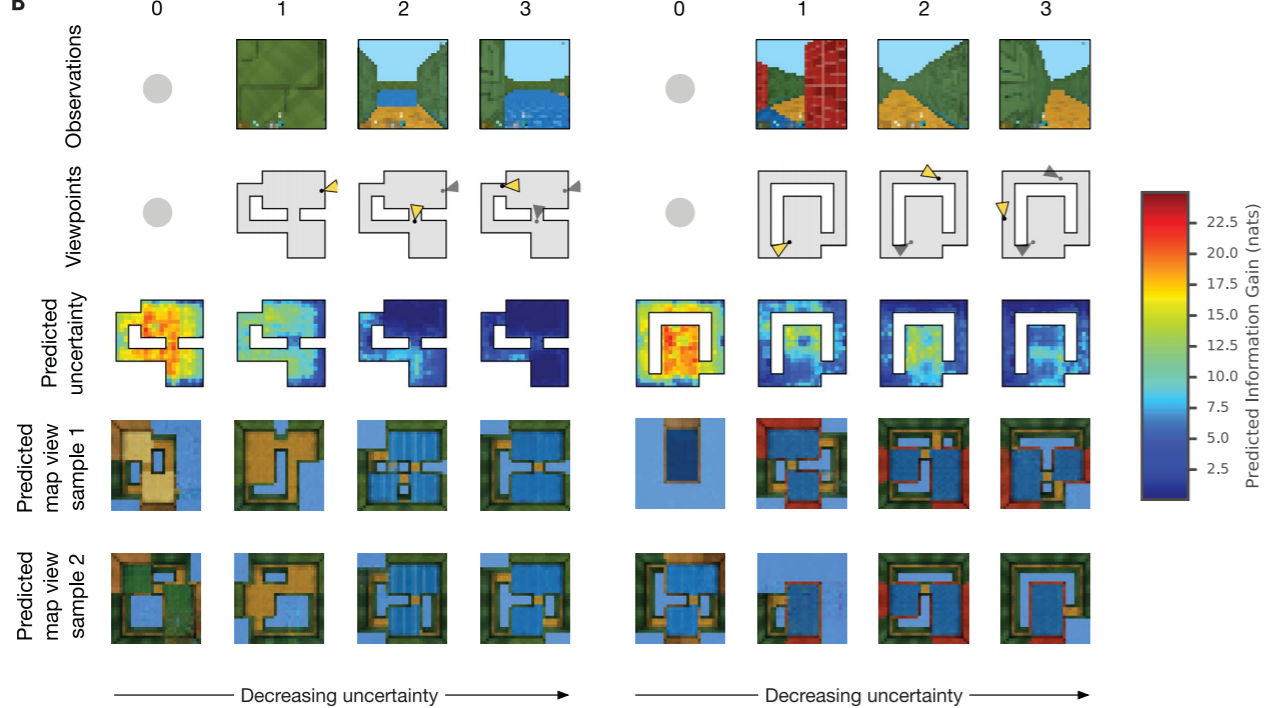 B
0 1 2 3 0 1 2 3
Observations
Viewpoints
Predicted
uncertainty
Predicted
map view
sample 1
Predicted
map view
sample 2
22.5
20.0
17.5
15.0
12.5
10.0
7.5
5.0
2.5
Predicted Information Gain (nats)
Decreasing uncertainty Decreasing uncertainty